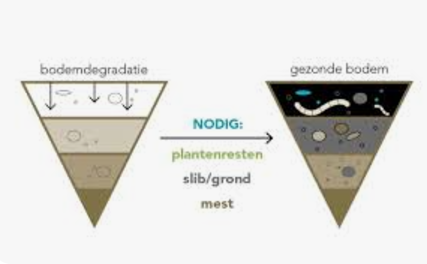 bodemdegradatie
gezonde bodem
NODIG:
plantenresten
slib/grond
mest